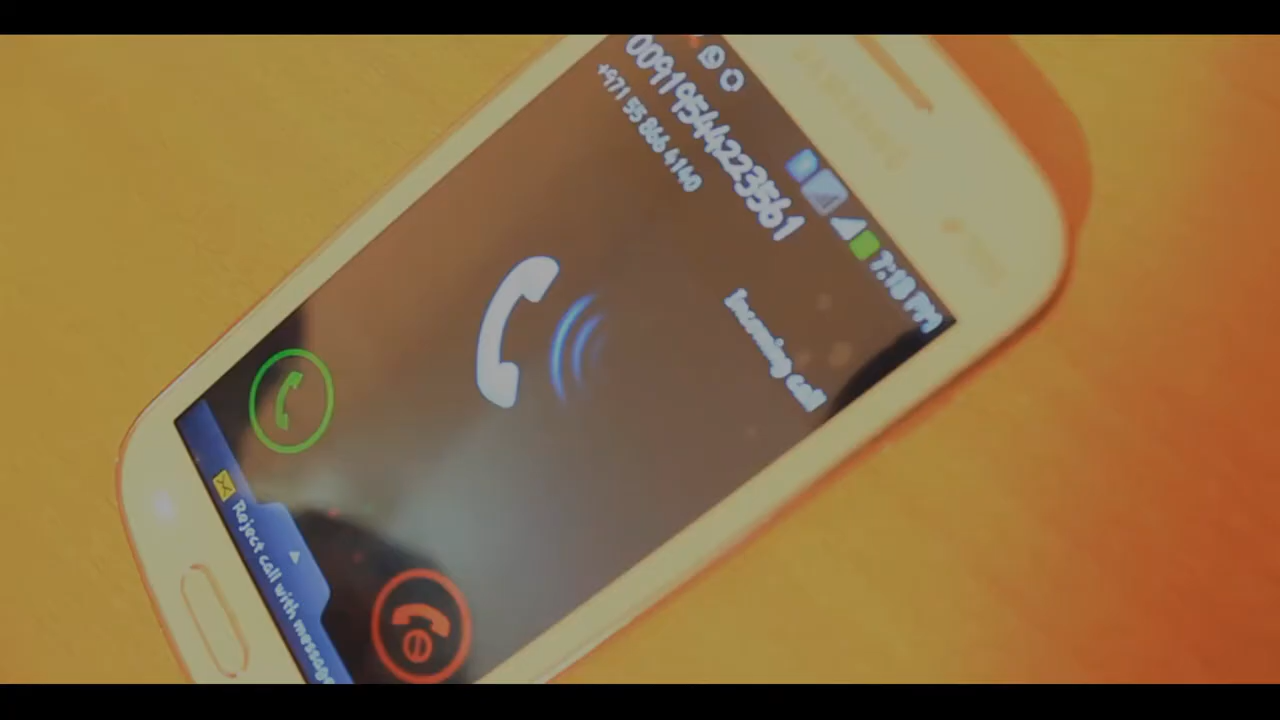 7:18 PM
00919544223561
+971 55 866 4140
Incoming call
Reject call with message